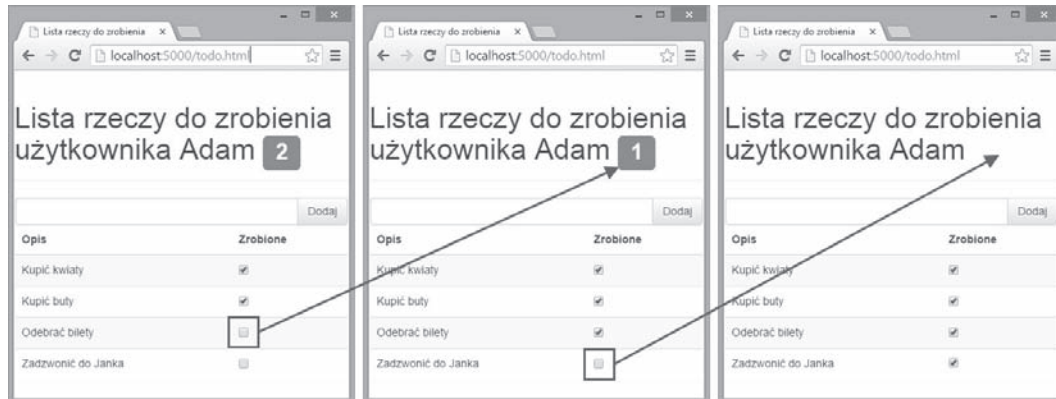 Lista rzeczy do zrobienia
localhost:5000/todo.html
Lista rzeczy do zrobienia
użytkownika Adam 2
Dodaj
Opis Zrobione
Kupić kwiaty
Kupić buty
Odebrać bilety
Zadzwonić do Janka
Lista rzeczy do zrobienia
localhost:5000/todo.html
Lista rzeczy do zrobienia
użytkownika Adam 1
Dodaj
Opis Zrobione
Kupić kwiaty
Kupić buty
Odebrać bilety
Zadzwonić do Janka
Lista rzeczy do zrobienia
localhost:5000/todo.html
Lista rzeczy do zrobienia
użytkownika Adam
Dodaj
Opis Zrobione
Kupić kwiaty
Kupić buty
Odebrać bilety
Zadzwonić do Janka